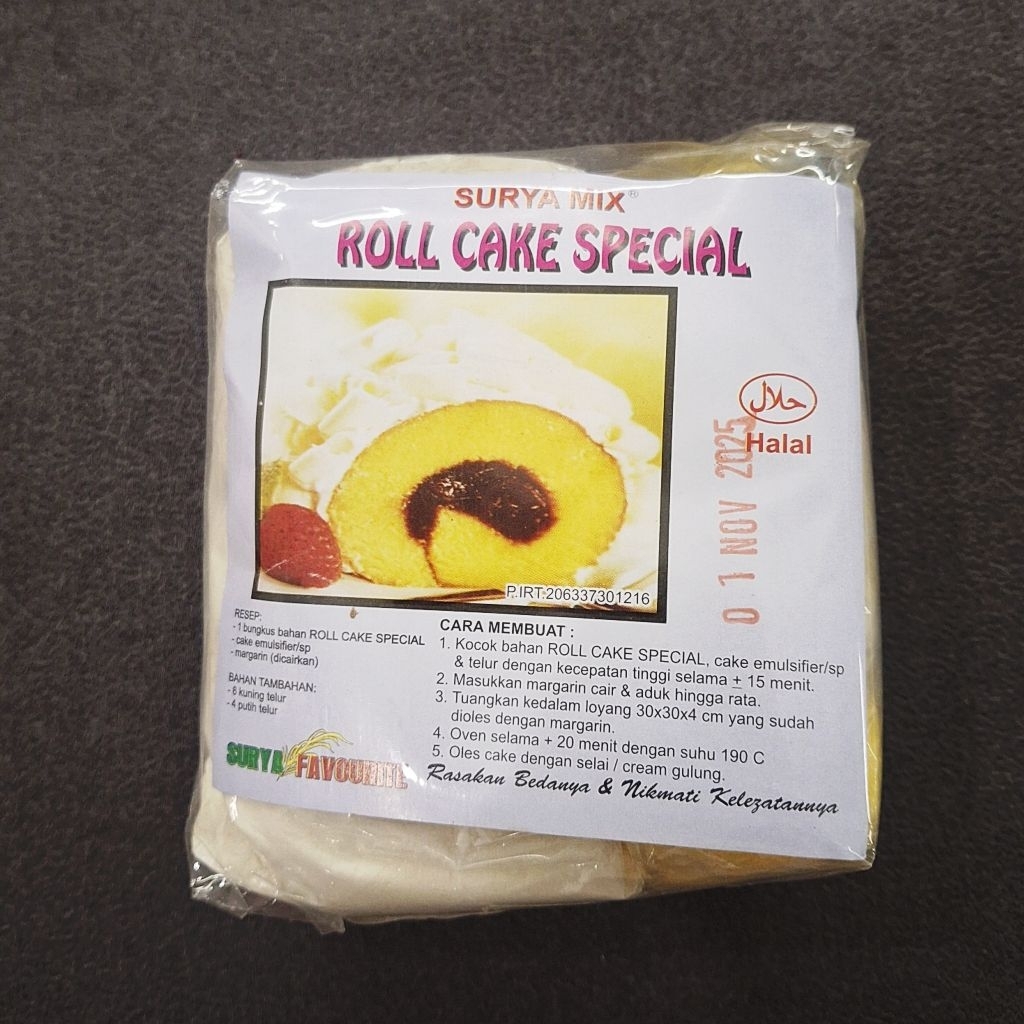 SURYA MIX®
ROLL CAKE SPECIAL
حلال
Halal
01 NOV 2025
P.IRT.206337301216
RESEP:
- 1 bungkus bahan ROLL CAKE SPECIAL
- cake emulsifier/sp
- margarin (dicairkan)
BAHAN TAMBAHAN:
- 6 kuning telur
- 4 putih telur
CARA MEMBUAT :
1. Kocok bahan ROLL CAKE SPECIAL, cake emulsifier/sp
& telur dengan kecepatan tinggi selama ± 15 menit.
2. Masukkan margarin cair & aduk hingga rata.
3. Tuangkan kedalam loyang 30x30x4 cm yang sudah
dioles dengan margarin.
4. Oven selama + 20 menit dengan suhu 190 C
5. Oles cake dengan selai / cream gulung.
SURYA FAVOURITE
Rasakan Bedanya & Nikmati Kelezatannya